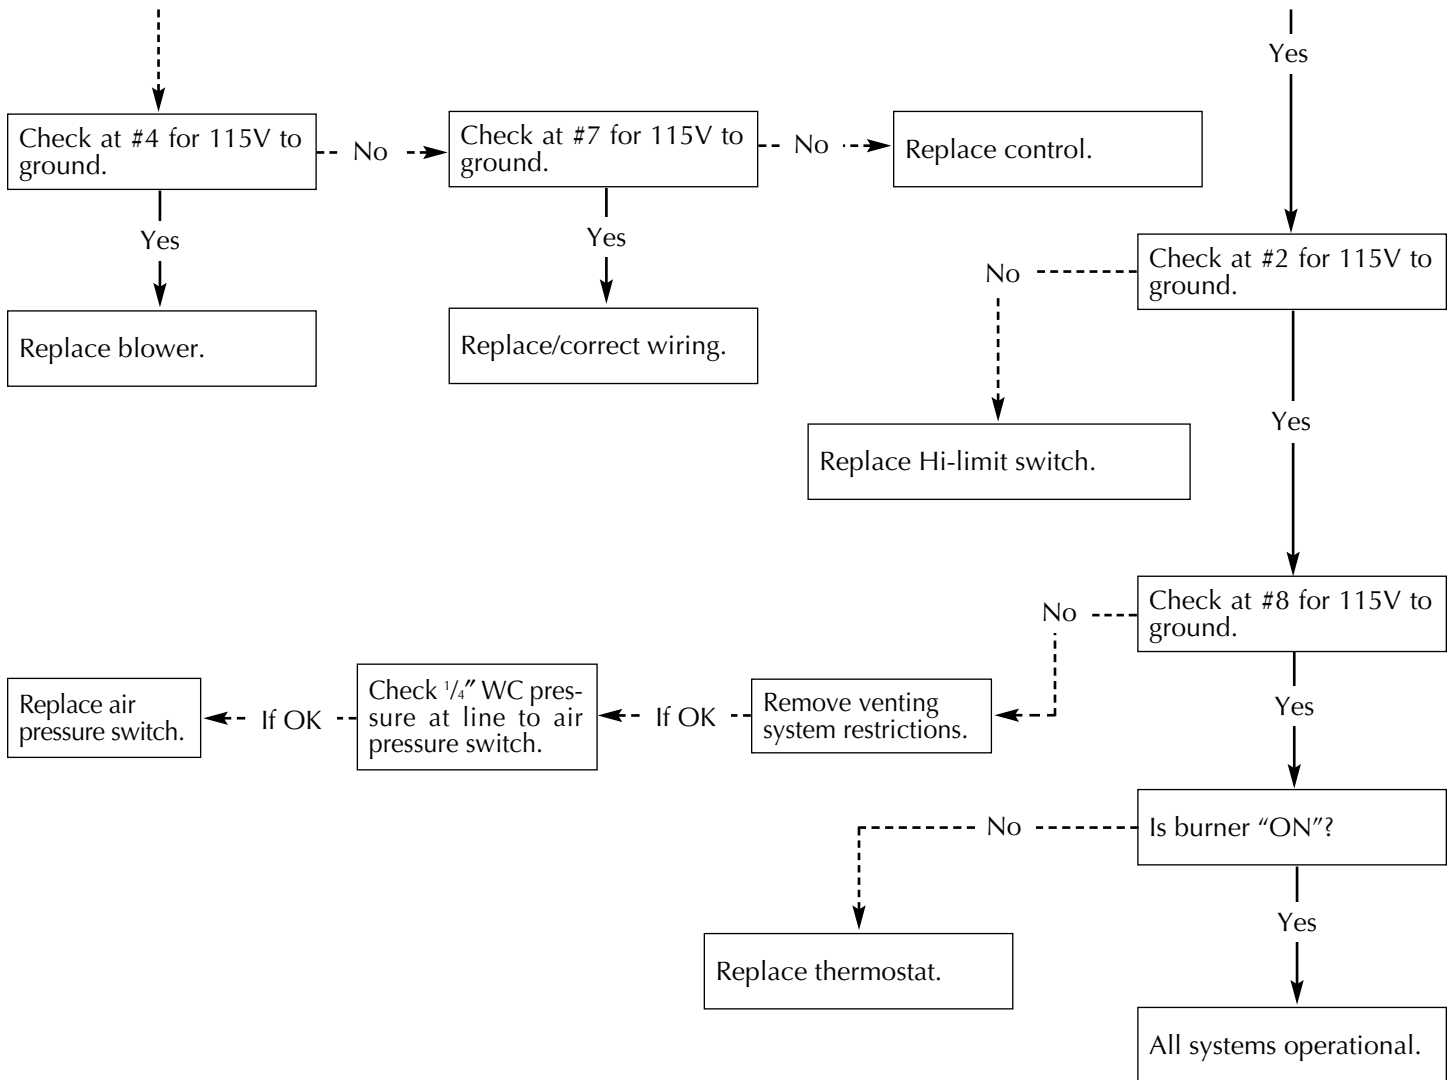 Yes
Check at #4 for 115V to
ground.
No
Check at #7 for 115V to
ground.
No
Replace control.
Yes
Yes
Replace blower.
Replace/correct wiring.
Check at #2 for 115V to
ground.
No
Replace Hi-limit switch.
Yes
Check at #8 for 115V to
ground.
No
Remove venting
system restrictions.
If OK
Check 1/4" WC pres-
sure at line to air
pressure switch.
If OK
Replace air
pressure switch.
Yes
Is burner “ON”?
No
Replace thermostat.
Yes
All systems operational.